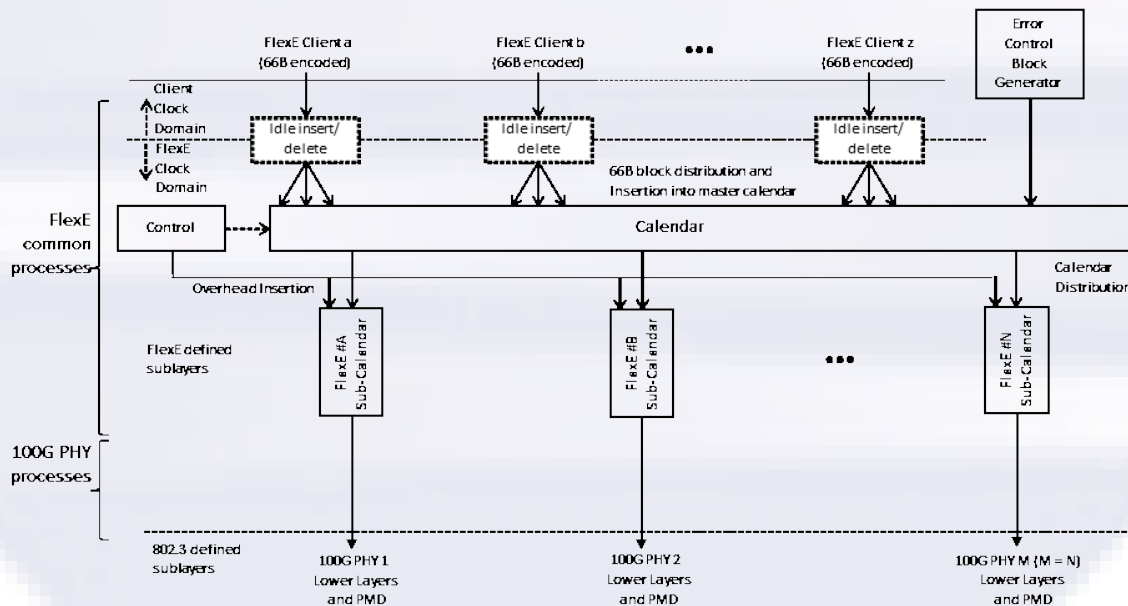 FlexE Client a
(66B encoded)
FlexE Client b
(66B encoded)
•••
FlexE Client z
(66B encoded)
Error
Control
Block
Generator
Client
Clock
Domain
FlexE
Clock
Domain
Idle insert/
delete
Idle insert/
delete
Idle insert/
delete
66B block distribution and
Insertion into master calendar
FlexE
common
processes
Control
Calendar
Overhead Insertion
Calendar
Distribution
FlexE defined
sublayers
FlexE #A
Sub-Calendar
FlexE #B
Sub-Calendar
•••
FlexE #N
Sub-Calendar
100G PHY
processes
802.3 defined
sublayers
100G PHY 1
Lower Layers
and PMD
100G PHY 2
Lower Layers
and PMD
100G PHY M (M = N)
Lower Layers
and PMD